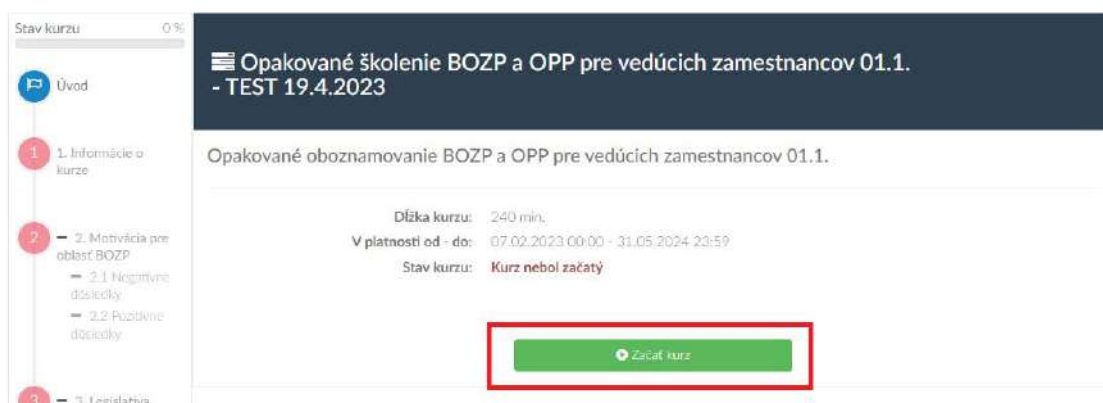 Stav kurzu 0 %
Úvod
1 1. Informácie o
kurze
2 2. Motivácia pre
oblasť BOZP
2.1 Negatívne
dôsledky
2.2 Pozitívne
dôsledky
3 3. Legislatíva
Opakované školenie BOZP a OPP pre vedúcich zamestnancov 01.1.
- TEST 19.4.2023
Opakované oboznamovanie BOZP a OPP pre vedúcich zamestnancov 01.1.
Dĺžka kurzu: 240 min.
V platnosti od - do: 07.02.2023 00:00 - 31.05.2024 23:59
Stav kurzu: Kurz nebol začatý
Začať kurz